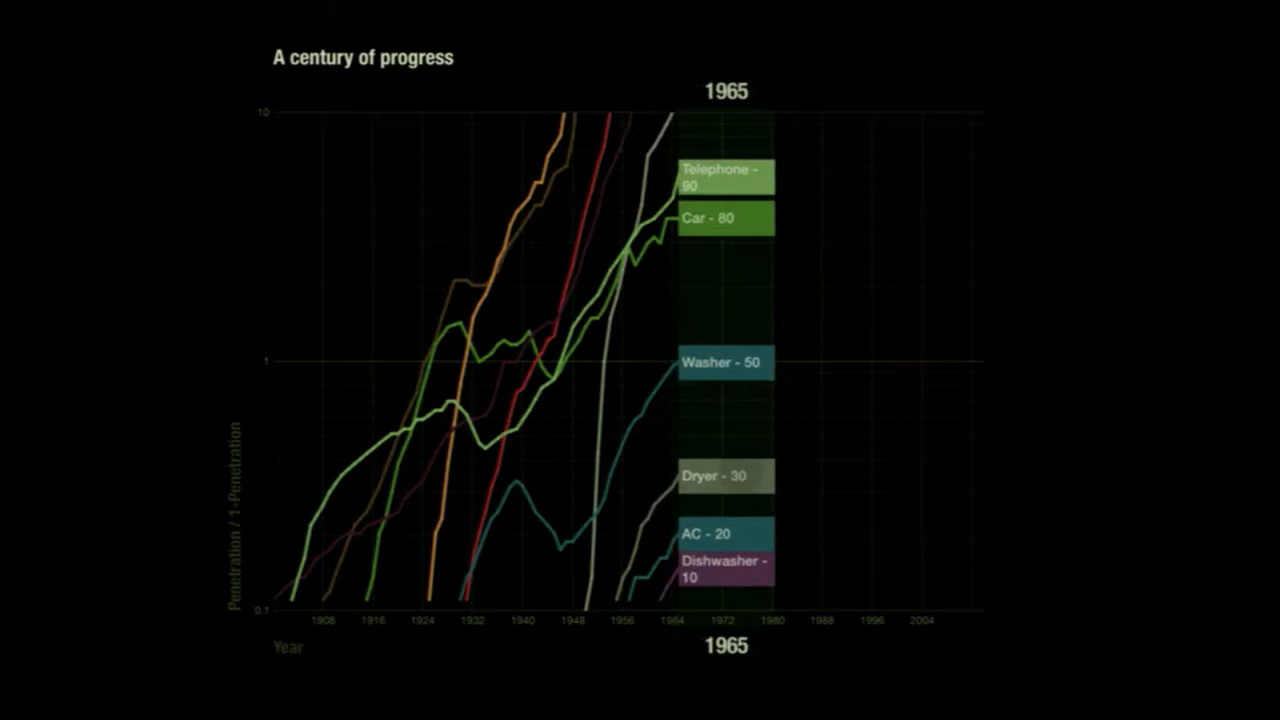 A century of progress
1965
10
Telephone -
90
Car - 80
1
Washer - 50
Dryer - 30
AC - 20
Dishwasher -
10
Penetration / 1-Penetration
0.1
1908 1916 1924 1932 1940 1948 1956 1964 1972 1980 1988 1996 2004
Year
1965